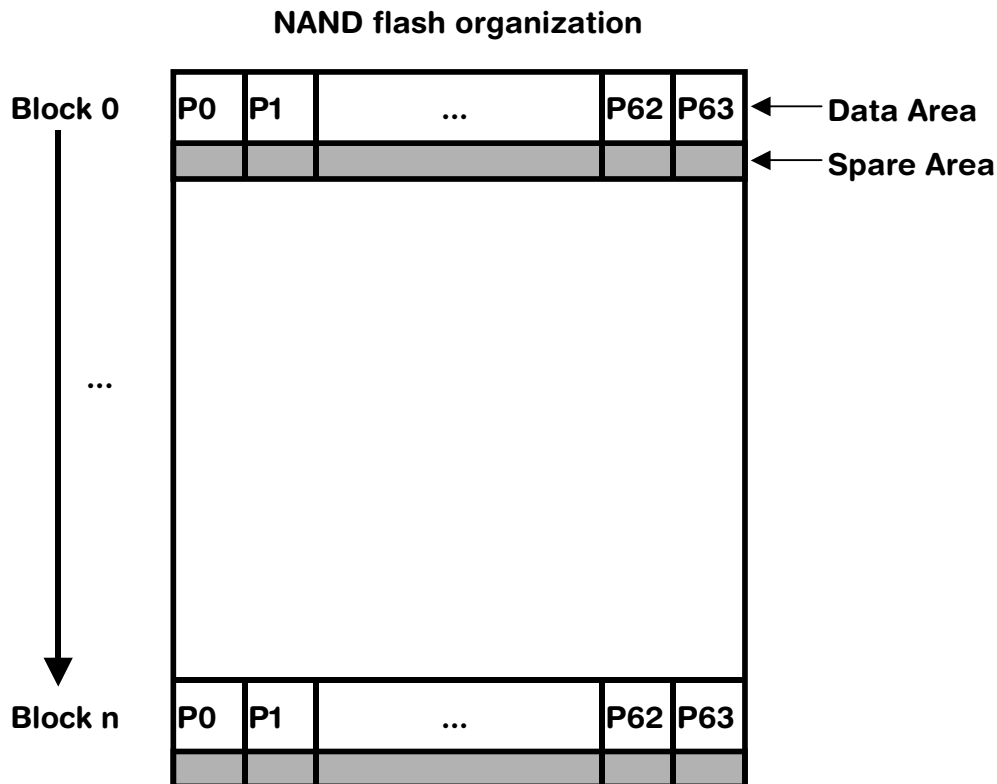 NAND flash organization
Block 0
P0 P1 ... P62 P63
Data Area
Spare Area
...
Block n
P0 P1 ... P62 P63